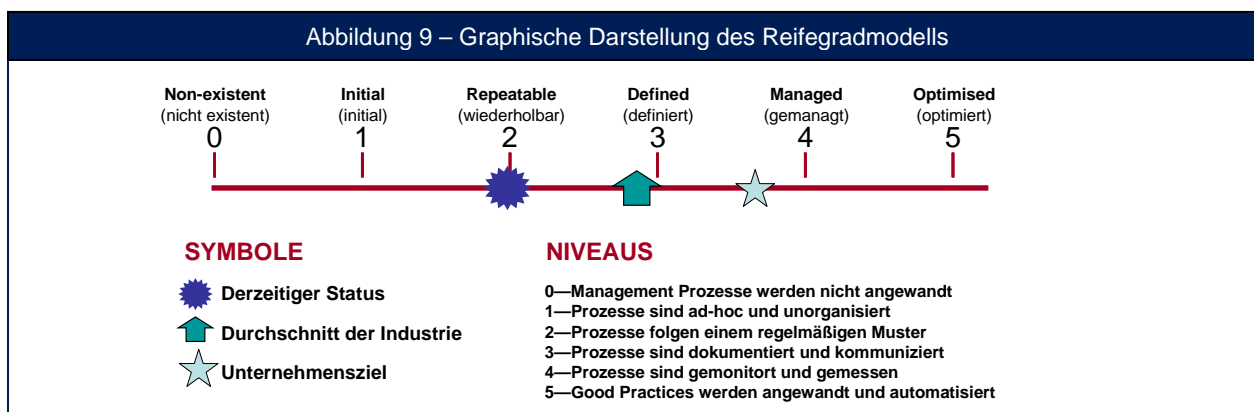 Abbildung 9 – Graphische Darstellung des Reifegradmodells
Non-existent Initial Repeatable Defined Managed Optimised
(nicht existent) (initial) (wiederholbar) (definiert) (gemanagt) (optimiert)
0 1 2 3 4 5
SYMBOLE
Derzeitiger Status
Durchschnitt der Industrie
Unternehmensziel
NIVEAUS
0—Management Prozesse werden nicht angewandt
1—Prozesse sind ad-hoc und unorganisiert
2—Prozesse folgen einem regelmäßigen Muster
3—Prozesse sind dokumentiert und kommuniziert
4—Prozesse sind gemonitort und gemessen
5—Good Practices werden angewandt und automatisiert